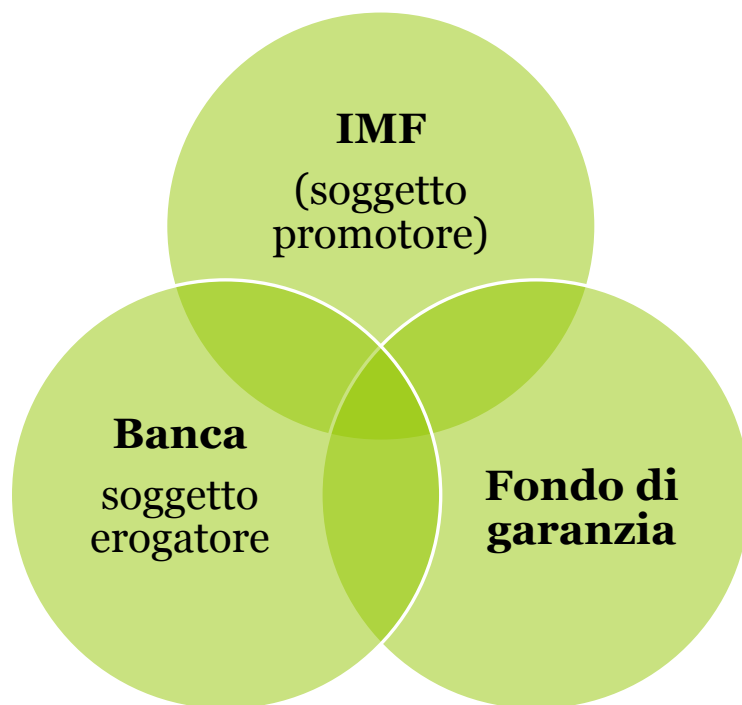 IMF
(soggetto
promotore)
Banca
soggetto
erogatore
Fondo di
garanzia